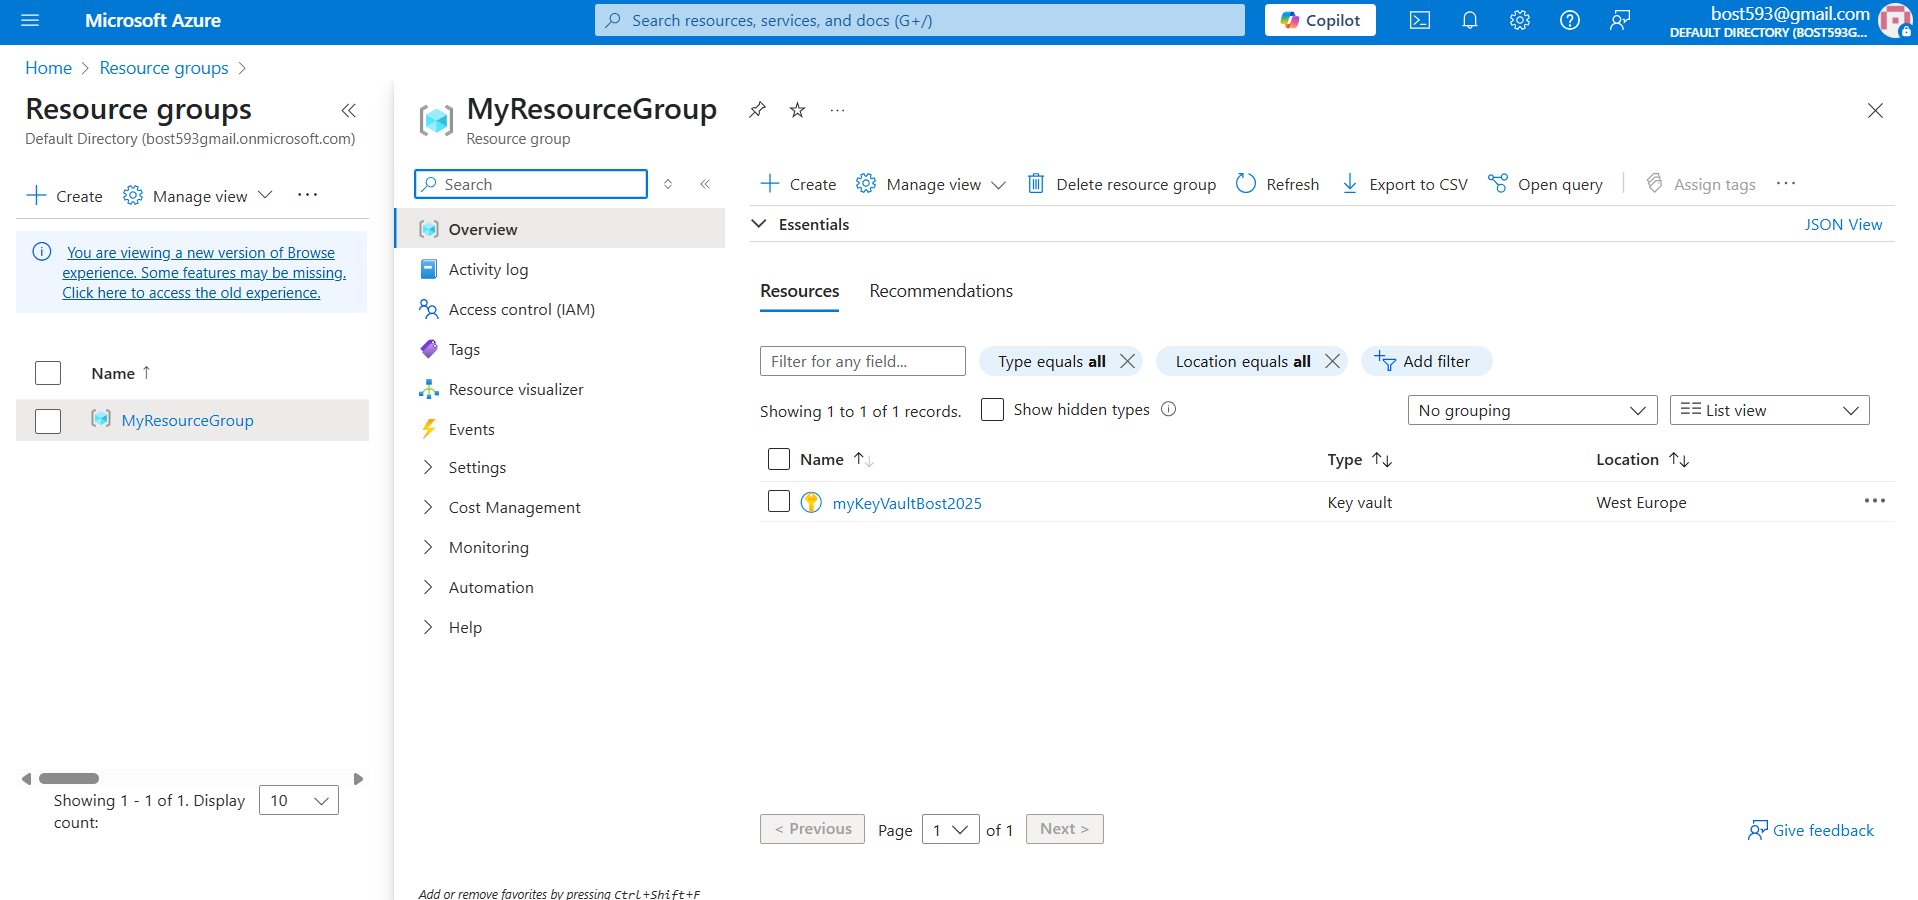 Microsoft Azure
Search resources, services, and docs (G+/)
Copilot
bost593@gmail.com
DEFAULT DIRECTORY (BOST593G...
Home
Resource groups
Resource groups
Default Directory (bost593gmail.onmicrosoft.com)
Create
Manage view
...
You are viewing a new version of Browse
experience. Some features may be missing.
Click here to access the old experience.
Name ↑
MyResourceGroup
Showing 1 - 1 of 1. Display
count:
10
MyResourceGroup
...
Resource group
Search
Overview
Activity log
Access control (IAM)
Tags
Resource visualizer
Events
Settings
Cost Management
Monitoring
Automation
Help
Add or remove favorites by pressing Ctrl+Shift+F
Create
Manage view
Delete resource group
Refresh
Export to CSV
Open query
Assign tags
...
Essentials
JSON View
Resources
Recommendations
Filter for any field...
Type equals all
Location equals all
Add filter
Showing 1 to 1 of 1 records.
Show hidden types
No grouping
List view
Name ↑↓
Type ↑↓
Location ↑↓
myKeyVaultBost2025
Key vault
West Europe
...
< Previous
Page
1
of 1
Next >
Give feedback